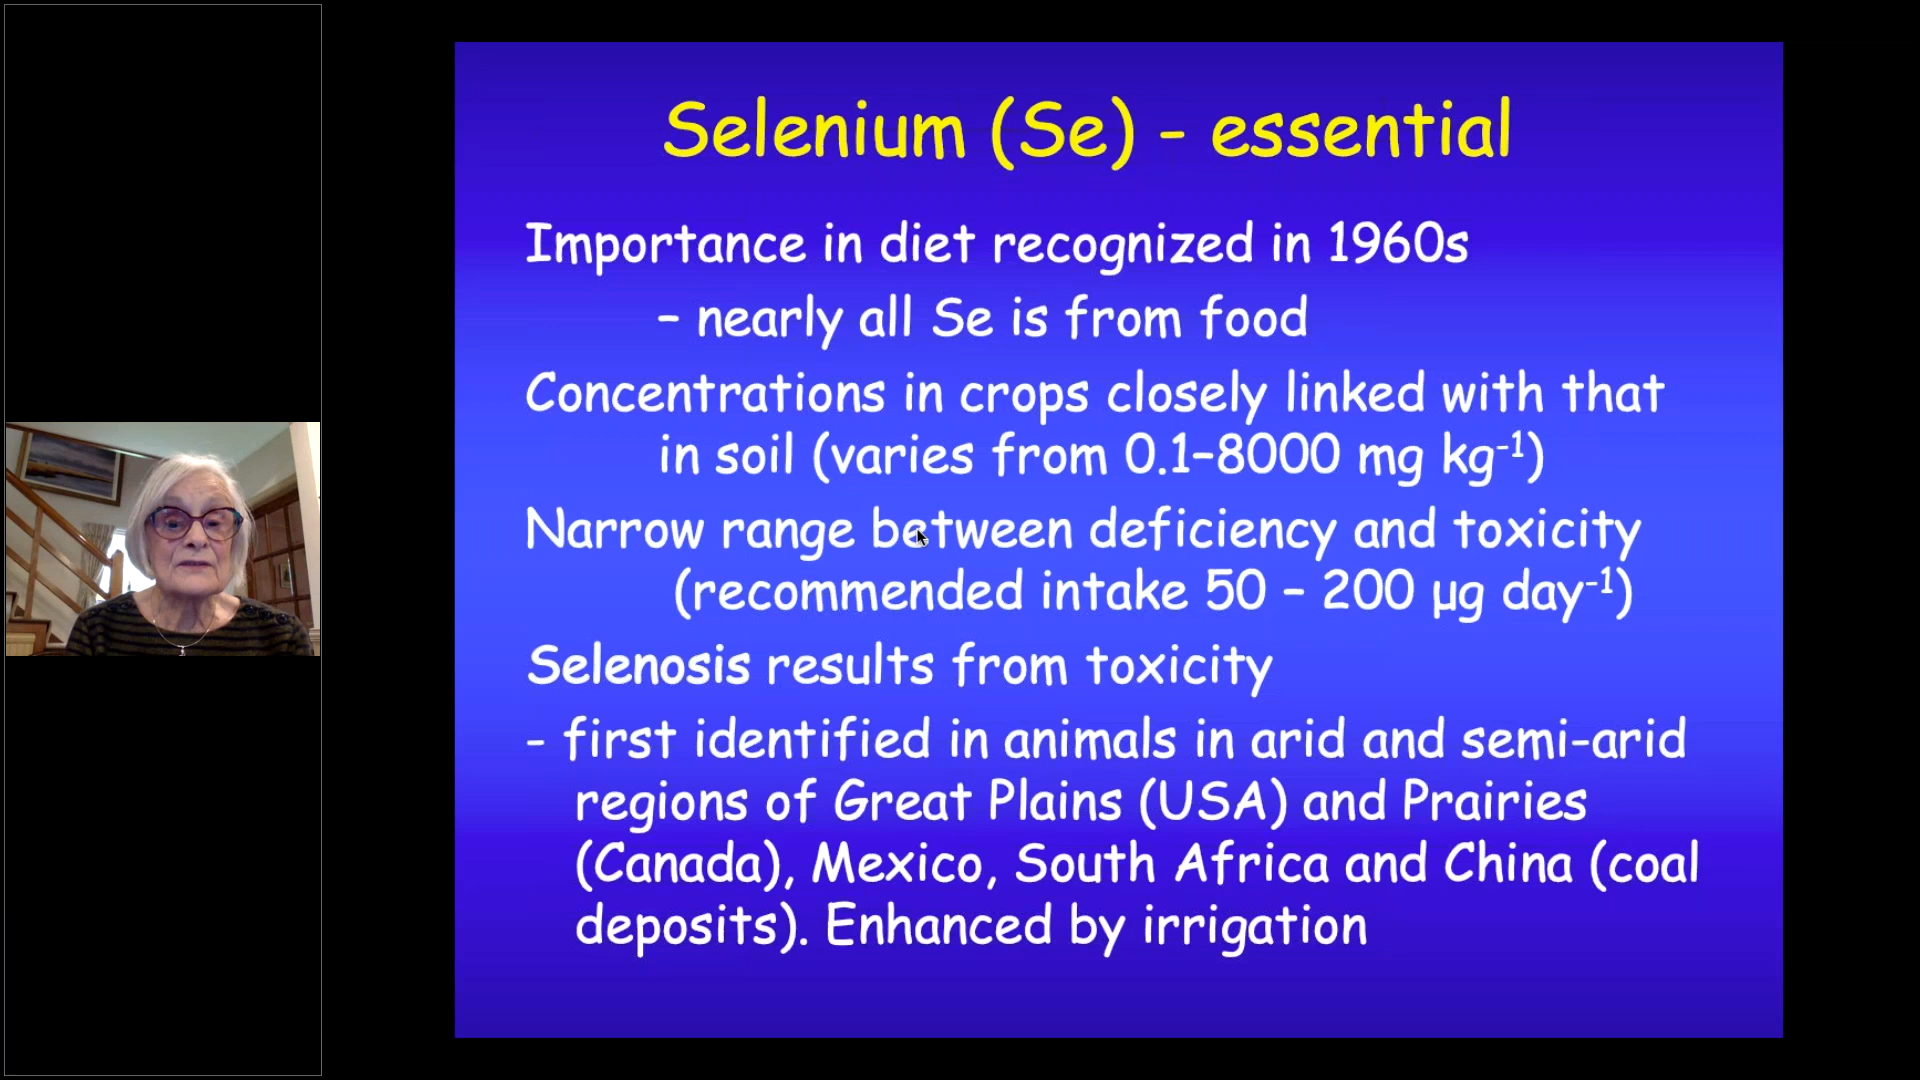 Selenium (Se) - essential
Importance in diet recognized in 1960s
– nearly all Se is from food
Concentrations in crops closely linked with that
in soil (varies from 0.1–8000 mg kg⁻¹)
Narrow range between deficiency and toxicity
(recommended intake 50 – 200 µg day⁻¹)
Selenosis results from toxicity
- first identified in animals in arid and semi-arid
regions of Great Plains (USA) and Prairies
(Canada), Mexico, South Africa and China (coal
deposits). Enhanced by irrigation